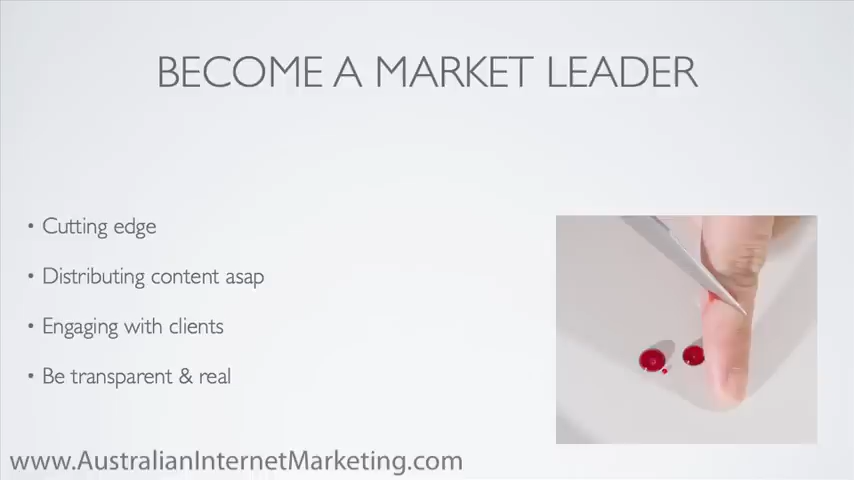 BECOME A MARKET LEADER
• Cutting edge
• Distributing content asap
• Engaging with clients
• Be transparent & real
www.AustralianInternetMarketing.com